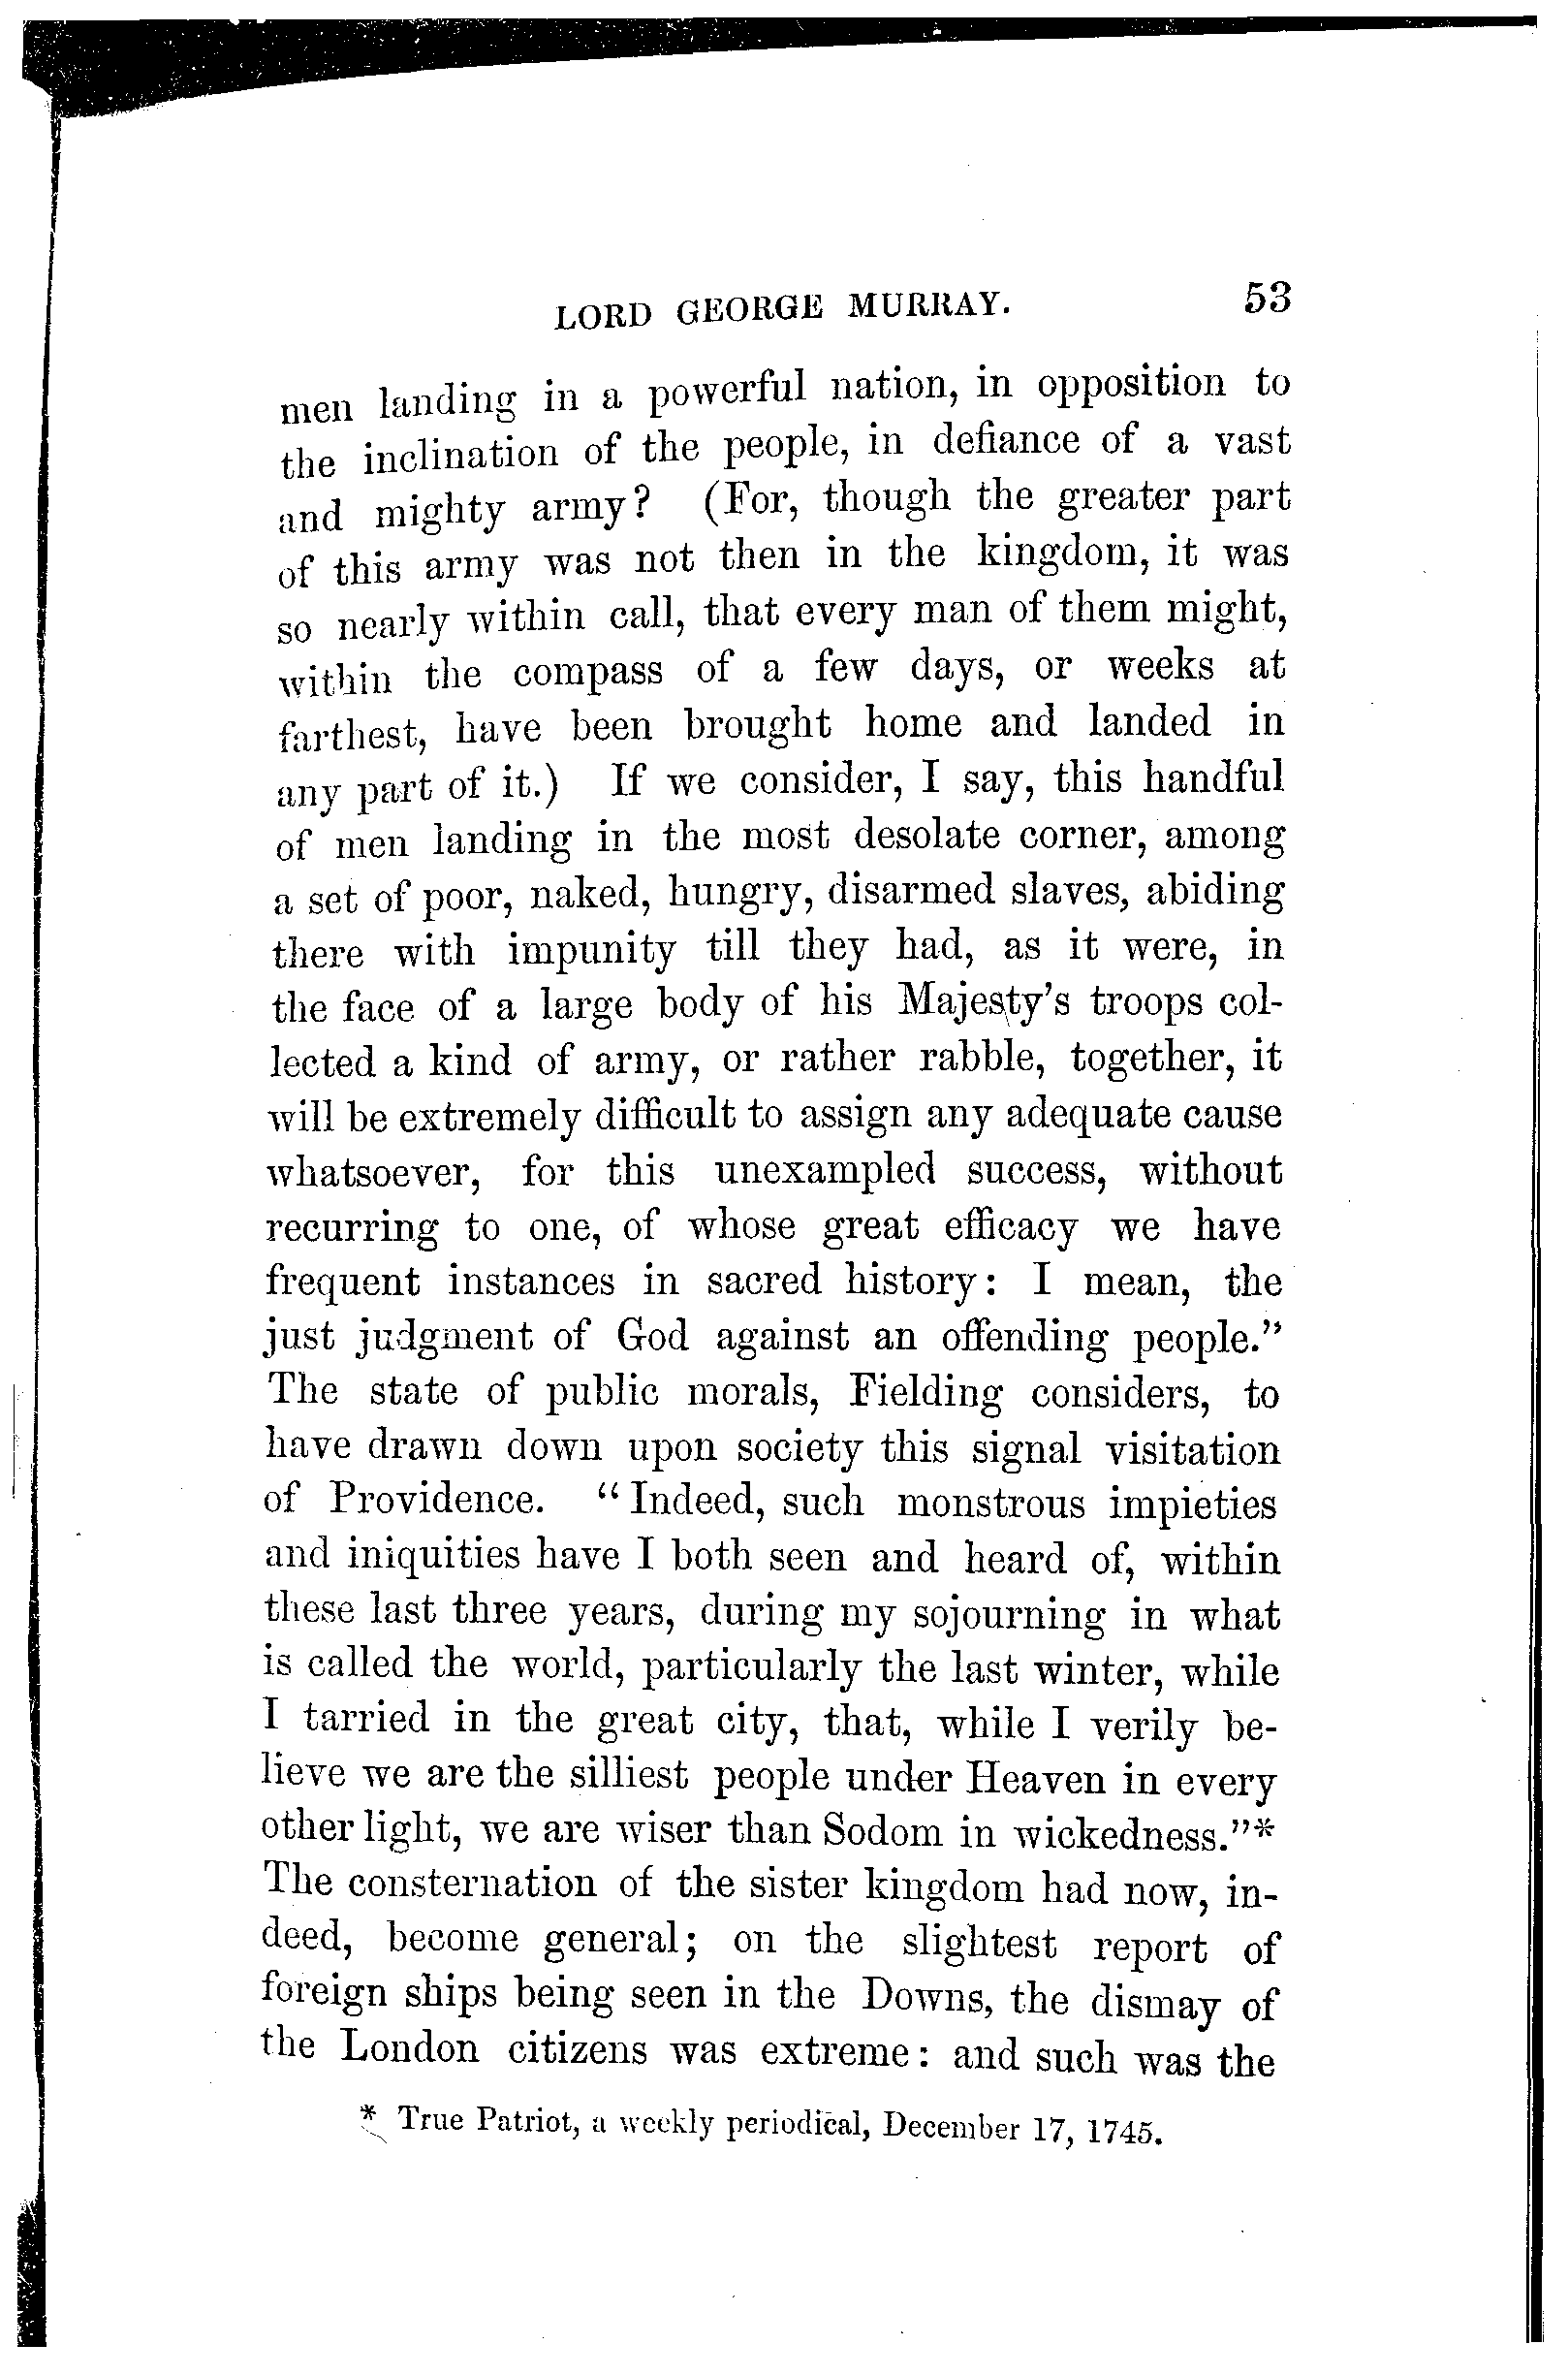 LORD GEORGE MURRAY. 53
men landing in a powerful nation, in opposition to
the inclination of the people, in defiance of a vast
and mighty army? (For, though the greater part
of this army was not then in the kingdom, it was
so nearly within call, that every man of them might,
within the compass of a few days, or weeks at
farthest, have been brought home and landed in
any part of it.) If we consider, I say, this handful
of men landing in the most desolate corner, among
a set of poor, naked, hungry, disarmed slaves, abiding
there with impunity till they had, as it were, in
the face of a large body of his Majesty's troops col-
lected a kind of army, or rather rabble, together, it
will be extremely difficult to assign any adequate cause
whatsoever, for this unexampled success, without
recurring to one, of whose great efficacy we have
frequent instances in sacred history: I mean, the
just judgment of God against an offending people."
The state of public morals, Fielding considers, to
have drawn down upon society this signal visitation
of Providence. "Indeed, such monstrous impieties
and iniquities have I both seen and heard of, within
these last three years, during my sojourning in what
is called the world, particularly the last winter, while
I tarried in the great city, that, while I verily be-
lieve we are the silliest people under Heaven in every
other light, we are wiser than Sodom in wickedness."*
The consternation of the sister kingdom had now, in-
deed, become general; on the slightest report of
foreign ships being seen in the Downs, the dismay of
the London citizens was extreme: and such was the
* True Patriot, a weekly periodical, December 17, 1745.